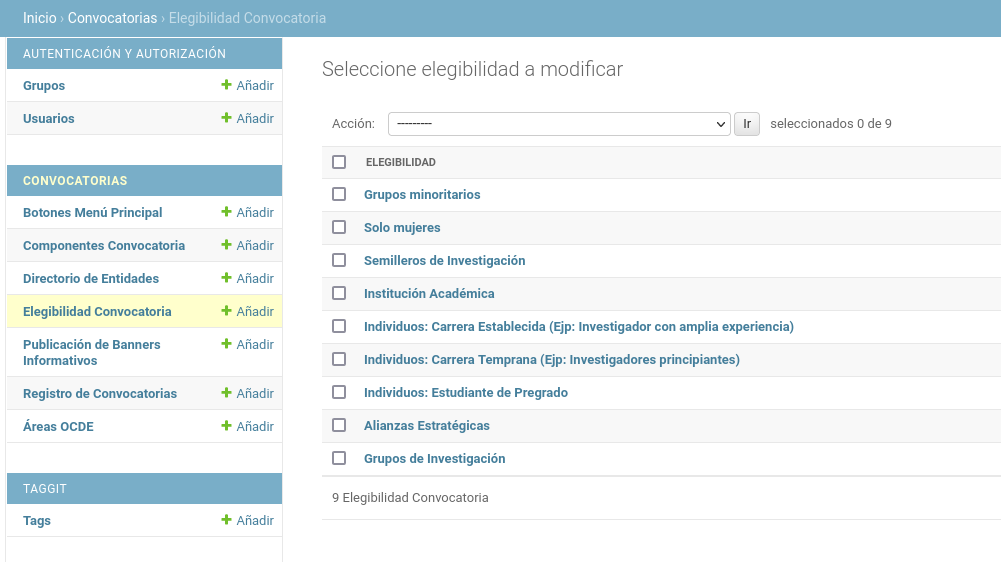 Inicio › Convocatorias › Elegibilidad Convocatoria
AUTENTICACIÓN Y AUTORIZACIÓN
Grupos Añadir
Usuarios Añadir
CONVOCATORIAS
Botones Menú Principal Añadir
Componentes Convocatoria Añadir
Directorio de Entidades Añadir
Elegibilidad Convocatoria Añadir
Publicación de Banners Añadir
Informativos
Registro de Convocatorias Añadir
Áreas OCDE Añadir
TAGGIT
Tags Añadir
Seleccione elegibilidad a modificar
Acción: --------- Ir seleccionados 0 de 9
ELEGIBILIDAD
Grupos minoritarios
Solo mujeres
Semilleros de Investigación
Institución Académica
Individuos: Carrera Establecida (Ejp: Investigador con amplia experiencia)
Individuos: Carrera Temprana (Ejp: Investigadores principiantes)
Individuos: Estudiante de Pregrado
Alianzas Estratégicas
Grupos de Investigación
9 Elegibilidad Convocatoria